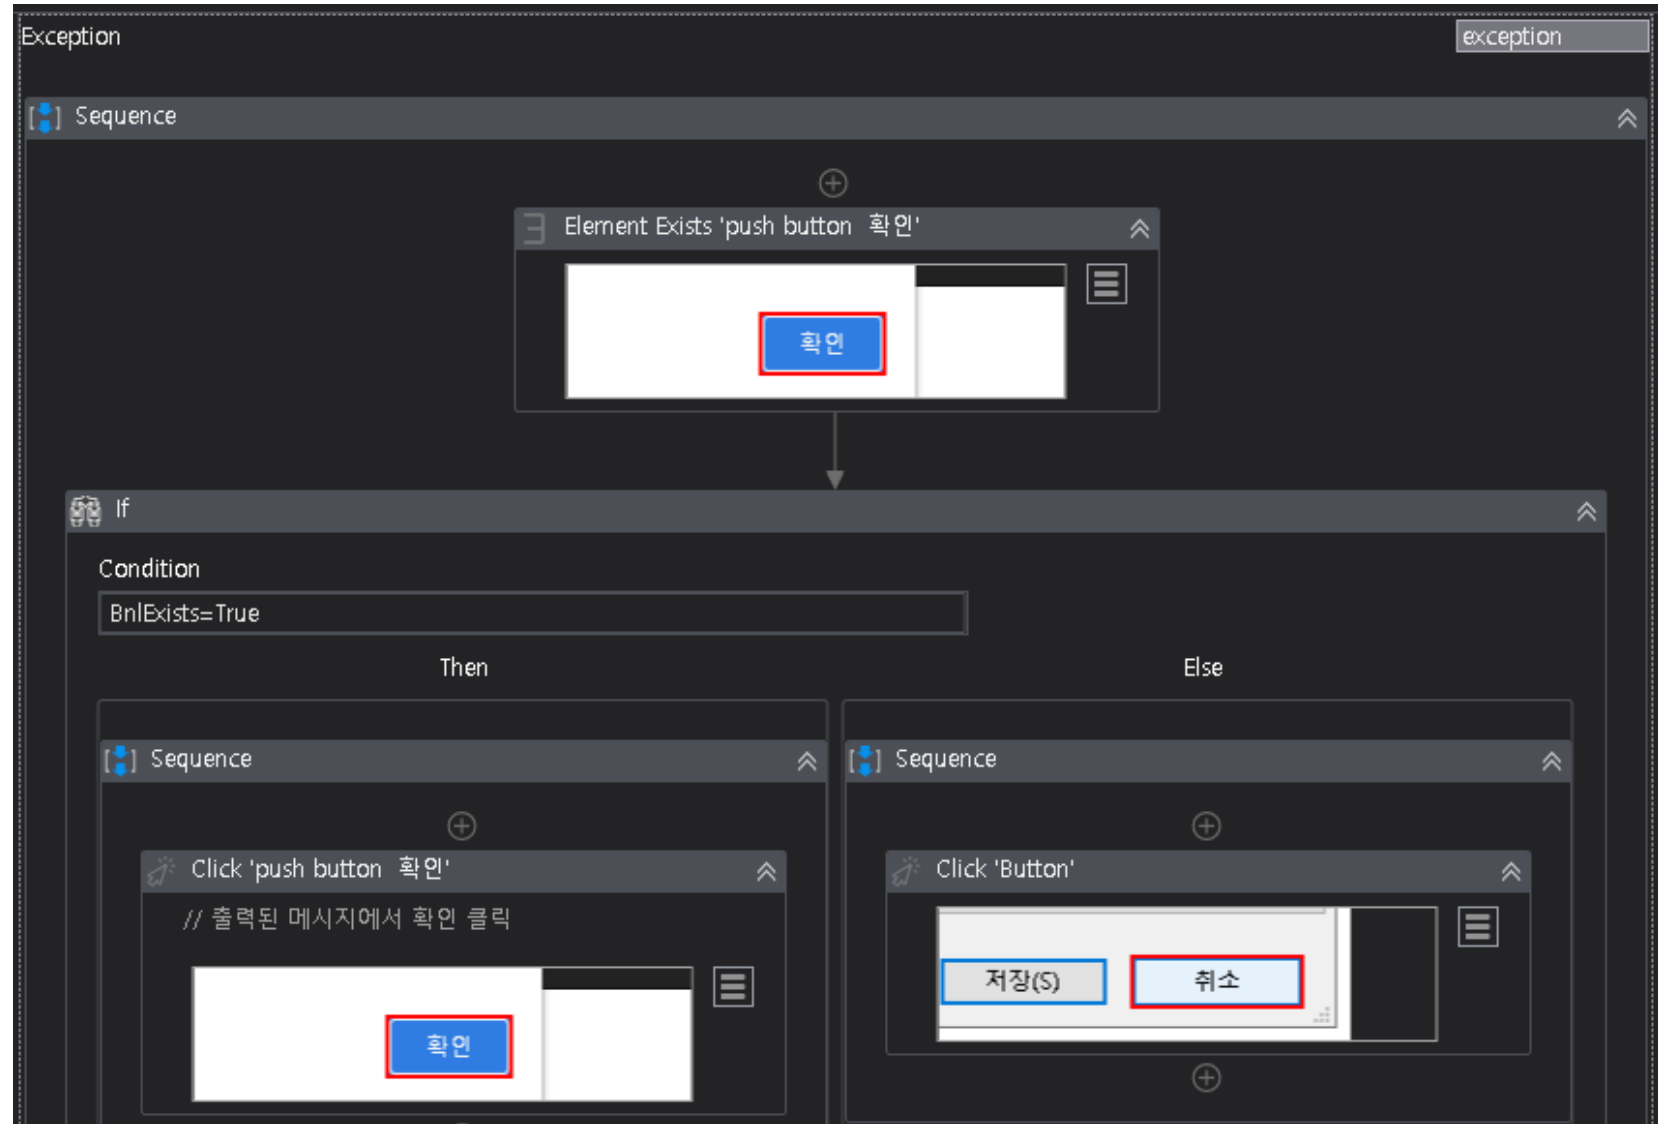 Exception
exception
Sequence
Element Exists 'push button 확인'
확인
If
Condition
BnlExists=True
Then
Else
Sequence
Sequence
Click 'push button 확인'
Click 'Button'
// 출력된 메시지에서 확인 클릭
저장(S)
취소
확인